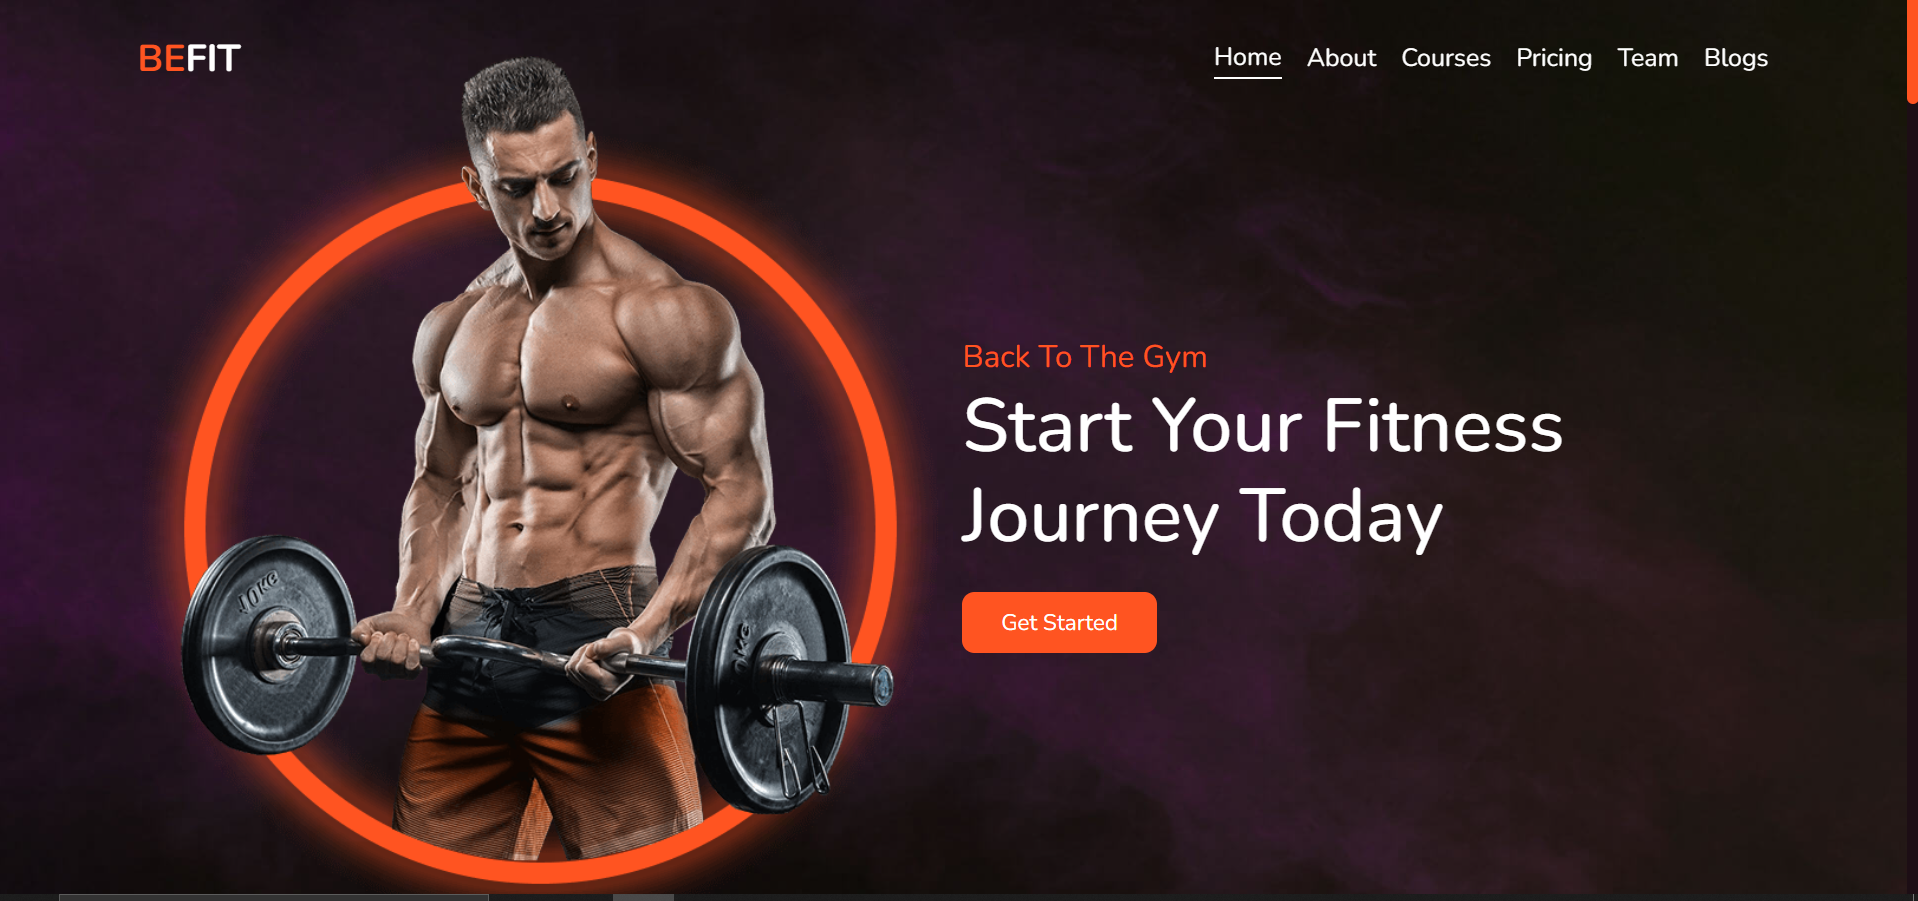 BEFIT
Home About Courses Pricing Team Blogs
Back To The Gym
Start Your Fitness
Journey Today
Get Started
10KG